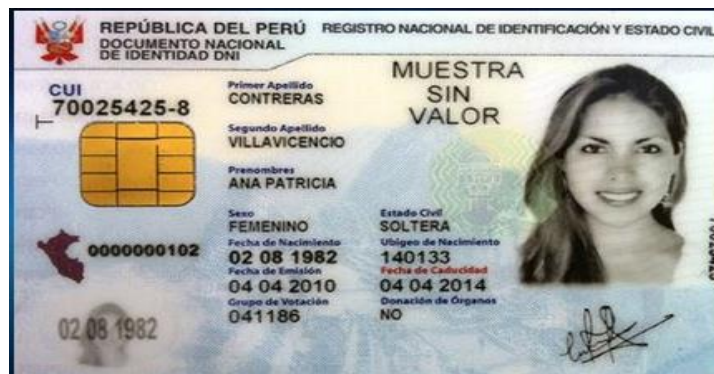 REPÚBLICA DEL PERÚ
REGISTRO NACIONAL DE IDENTIFICACIÓN Y ESTADO CIVIL
DOCUMENTO NACIONAL
DE IDENTIDAD DNI
CUI
70025425-8
Primer Apellido
CONTRERAS
MUESTRA
SIN
VALOR
Segundo Apellido
VILLAVICENCIO
Prenombres
ANA PATRICIA
Sexo
FEMENINO
Estado Civil
SOLTERA
0000000102
Fecha de Nacimiento
02 08 1982
Ubigeo de Nacimiento
140133
Fecha de Emisión
04 04 2010
Fecha de Caducidad
04 04 2014
Grupo de Votación
041186
Donación de Órganos
NO
02 08 1982